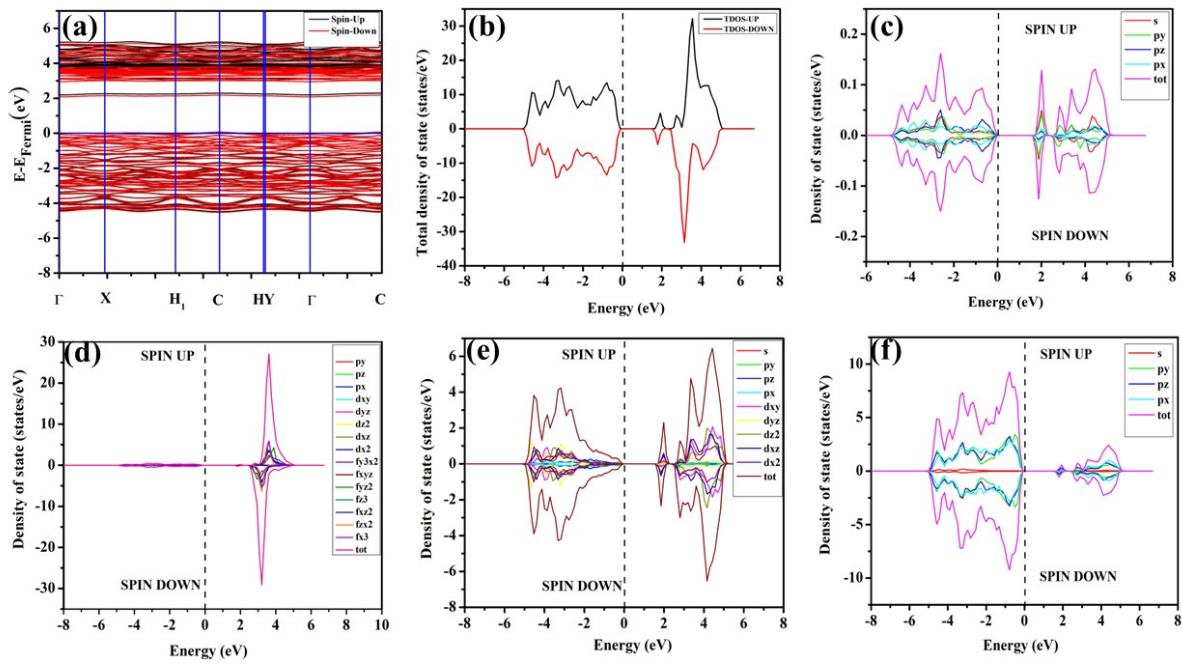 (a)
Spin-Up
Spin-Down
E-E_Fermi(eV)
6
4
2
0
-2
-4
-6
-8
Γ X H₁ C HY Γ C
(b)
TDOS-UP
TDOS-DOWN
Total density of state (states/eV)
40
30
20
10
0
-10
-20
-30
-40
-8 -6 -4 -2 0 2 4 6 8
Energy (eV)
(c)
SPIN UP
s
py
pz
px
tot
Density of state (states/eV)
0.2
0.1
0.0
-0.1
-0.2
SPIN DOWN
-6 -4 -2 0 2 4 6 8
Energy (eV)
(d)
SPIN UP
py
pz
px
dxy
dyz
dz2
dxz
dx2
fy3x2
fxyz
fyz2
fz3
fxz2
fzx2
fx3
tot
Density of state (states/eV)
30
20
10
0
-10
-20
-30
SPIN DOWN
-8 -6 -4 -2 0 2 4 6 8 10
Energy (eV)
(e)
SPIN UP
s
py
pz
px
dxy
dyz
dz2
dxz
dx2
tot
Density of state (states/eV)
6
4
2
0
-2
-4
-6
-8
SPIN DOWN
-8 -6 -4 -2 0 2 4 6 8
Energy (eV)
(f)
SPIN UP
s
py
pz
px
tot
Density of state (states/eV)
10
5
0
-5
-10
SPIN DOWN
-8 -6 -4 -2 0 2 4 6 8
Energy (eV)